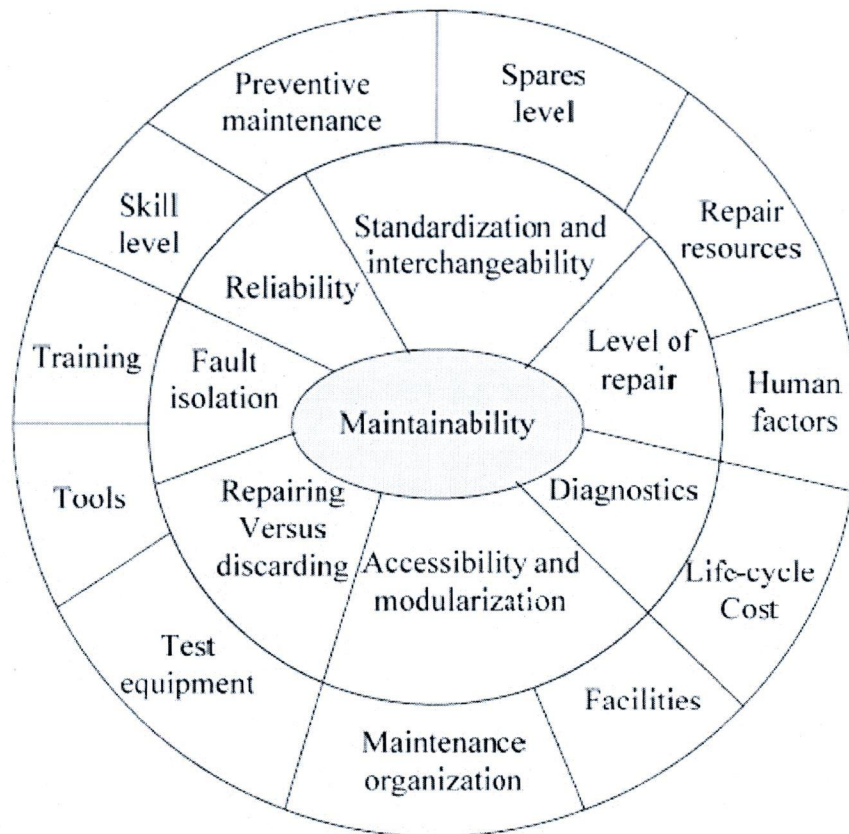 Preventive
maintenance
Spares
level
Skill
level
Repair
resources
Standardization and
interchangeability
Reliability
Training
Fault
isolation
Level of
repair
Human
factors
Maintainability
Tools
Repairing
Versus
discarding
Diagnostics
Accessibility and
modularization
Life-cycle
Cost
Test
equipment
Facilities
Maintenance
organization